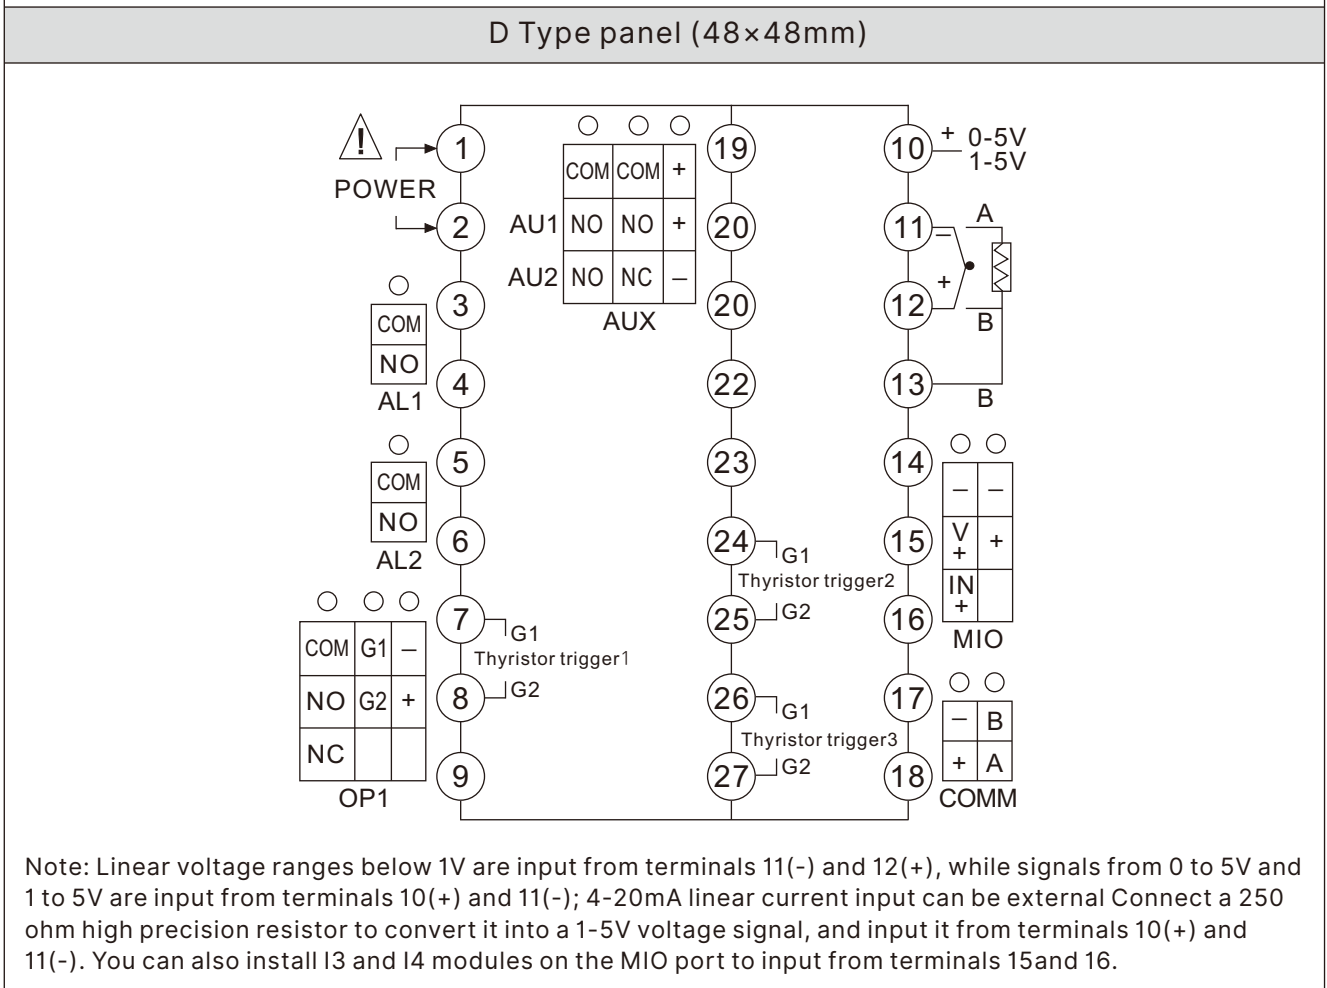 D Type panel (48×48mm)
!
POWER
1
2
3
4
5
6
7
8
9
COM
NO
AL1
COM
NO
AL2
COM G1 –
NO G2 +
NC
OP1
G1
Thyristor trigger1
G2
COM COM +
AU1 NO NO +
AU2 NO NC –
AUX
19
20
20
22
23
24
25
26
27
G1
Thyristor trigger2
G2
G1
Thyristor trigger3
G2
10
11
12
13
14
15
16
17
18
+ 0-5V
1-5V
A
–
+
B
B
– –
V+ +
IN+
MIO
– B
+ A
COMM
Note: Linear voltage ranges below 1V are input from terminals 11(-) and 12(+), while signals from 0 to 5V and
1 to 5V are input from terminals 10(+) and 11(-); 4-20mA linear current input can be external Connect a 250
ohm high precision resistor to convert it into a 1-5V voltage signal, and input it from terminals 10(+) and
11(-). You can also install I3 and I4 modules on the MIO port to input from terminals 15and 16.